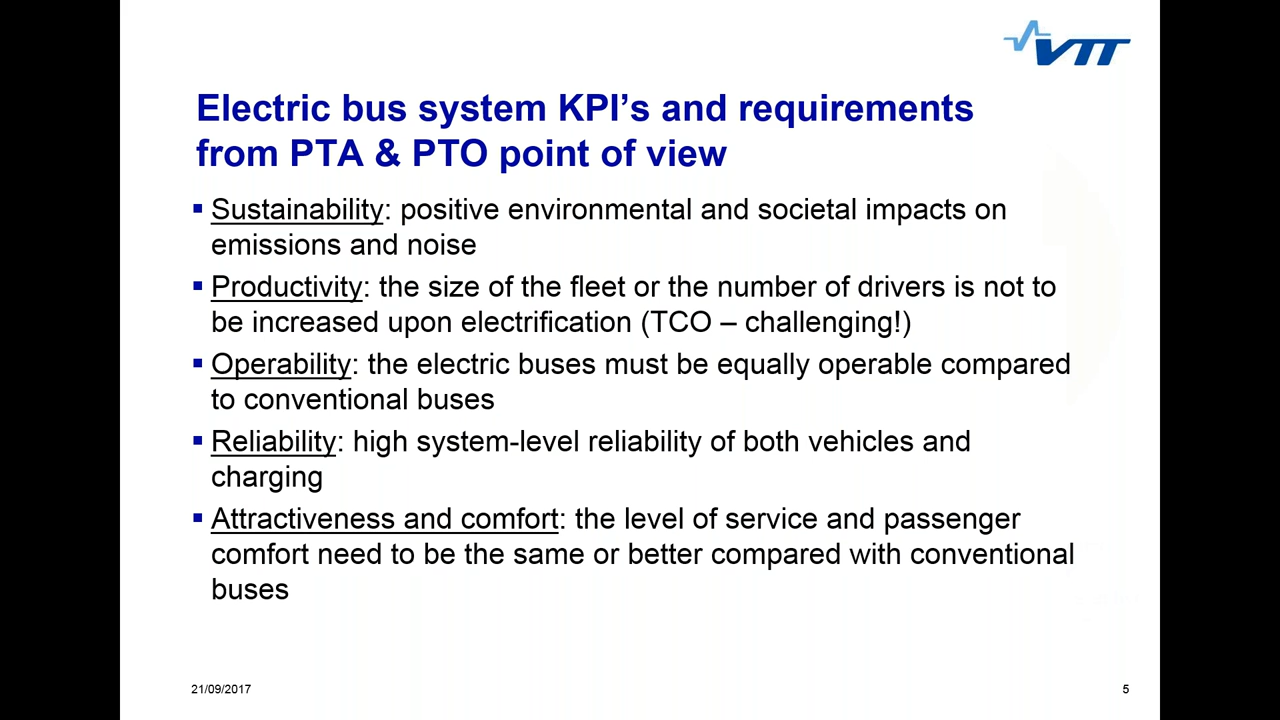 VTT
Electric bus system KPI’s and requirements
from PTA & PTO point of view
▪ Sustainability: positive environmental and societal impacts on
emissions and noise
▪ Productivity: the size of the fleet or the number of drivers is not to
be increased upon electrification (TCO – challenging!)
▪ Operability: the electric buses must be equally operable compared
to conventional buses
▪ Reliability: high system-level reliability of both vehicles and
charging
▪ Attractiveness and comfort: the level of service and passenger
comfort need to be the same or better compared with conventional
buses
21/09/2017
5